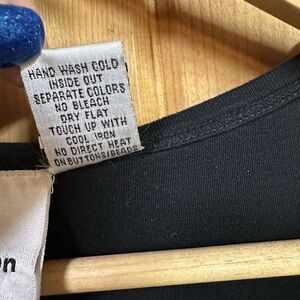 HAND WASH COLD
INSIDE OUT
SEPARATE COLORS
NO BLEACH
DRY FLAT
TOUCH UP WITH
COOL IRON
NO DIRECT HEAT
ON BUTTONS/BEADS
on